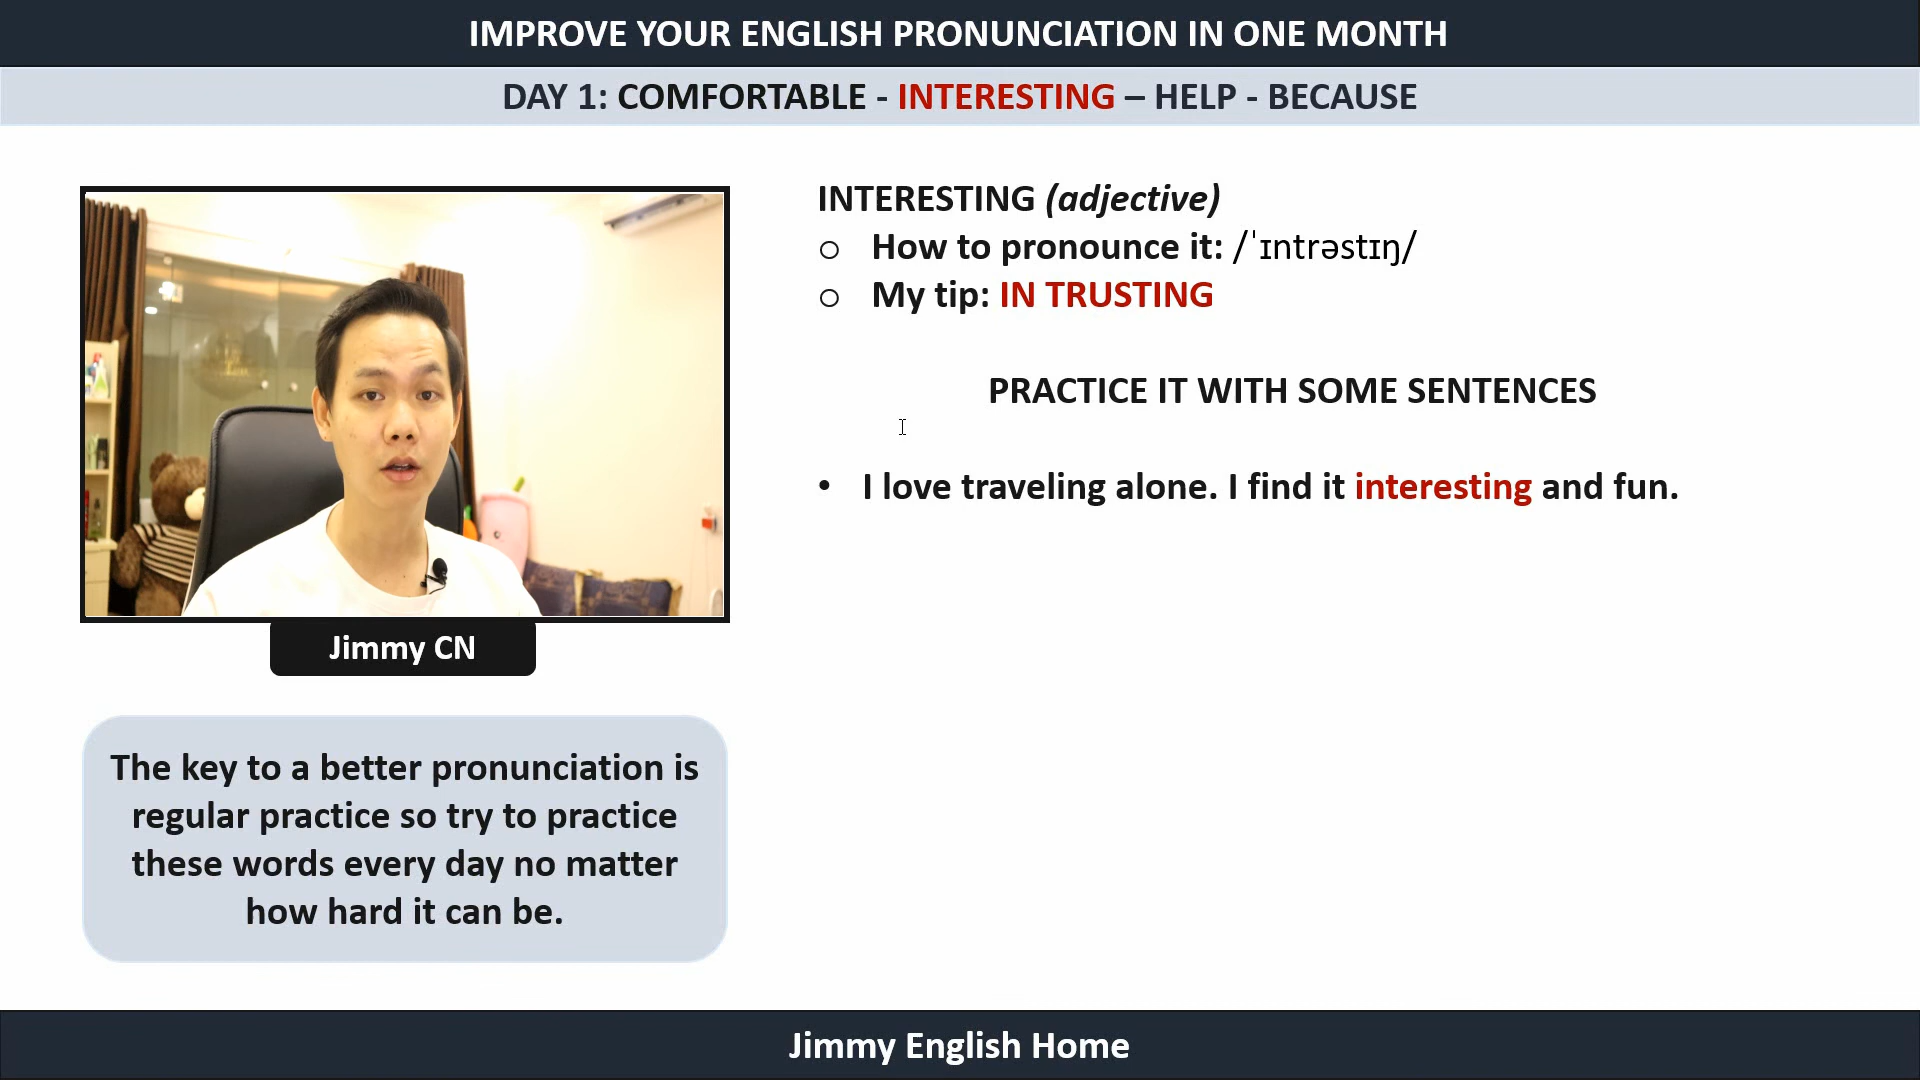 IMPROVE YOUR ENGLISH PRONUNCIATION IN ONE MONTH
DAY 1: COMFORTABLE - INTERESTING – HELP - BECAUSE
INTERESTING (adjective)
o How to pronounce it: /ˈɪntrəstɪŋ/
o My tip: IN TRUSTING
PRACTICE IT WITH SOME SENTENCES
• I love traveling alone. I find it interesting and fun.
Jimmy CN
The key to a better pronunciation is
regular practice so try to practice
these words every day no matter
how hard it can be.
Jimmy English Home